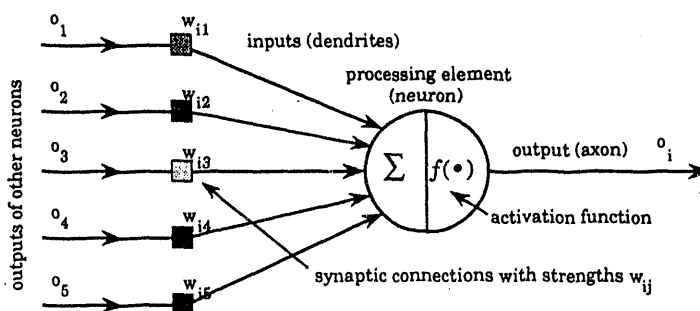 outputs of other neurons
o1
wi1
inputs (dendrites)
o2
wi2
processing element
(neuron)
o3
wi3
Σ
f(•)
output (axon)
oi
activation function
o4
wi4
synaptic connections with strengths wij
o5
wi5